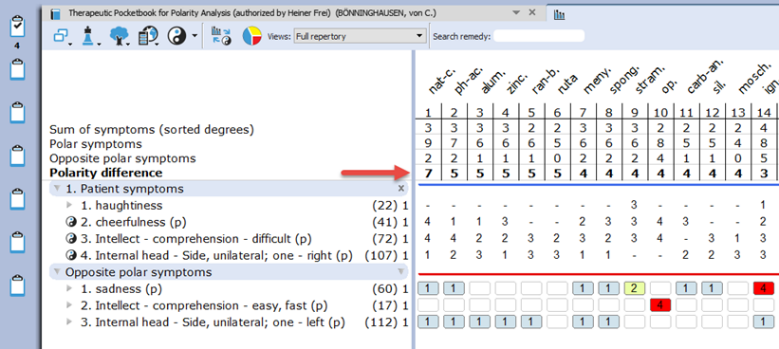 Therapeutic Pocketbook for Polarity Analysis (authorized by Heiner Frei) (BÖNNINGHAUSEN, von C.)
4
Views: Full repertory Search remedy:
nat-c. ph-ac. alum. zinc. ran-b. ruta meny. spong. stram. op. carb-an. sil. mosch. ign.
1 2 3 4 5 6 7 8 9 10 11 12 13 14
Sum of symptoms (sorted degrees) 3 3 3 3 2 2 3 3 3 2 2 2 2 4
Polar symptoms 9 7 6 6 6 5 6 6 6 8 5 5 4 8
Opposite polar symptoms 2 2 1 1 1 0 2 2 2 4 1 1 0 5
Polarity difference 7 5 5 5 5 5 4 4 4 4 4 4 4 3
1. Patient symptoms x
1. haughtiness (22) 1 - - - - - - - - 3 - - - - 1
2. cheerfulness (p) (41) 1 4 1 1 3 - - 2 3 3 4 3 - - 2
3. Intellect - comprehension - difficult (p) (72) 1 4 4 2 2 3 2 3 2 3 4 - 3 1 3
4. Internal head - Side, unilateral; one - right (p) (107) 1 1 2 3 1 3 3 1 1 - - 2 2 3 3
Opposite polar symptoms
1. sadness (p) (60) 1 1 1 1 1 2 1 1 4
2. Intellect - comprehension - easy, fast (p) (17) 1 4
3. Internal head - Side, unilateral; one - left (p) (112) 1 1 1 1 1 1 1 1 1